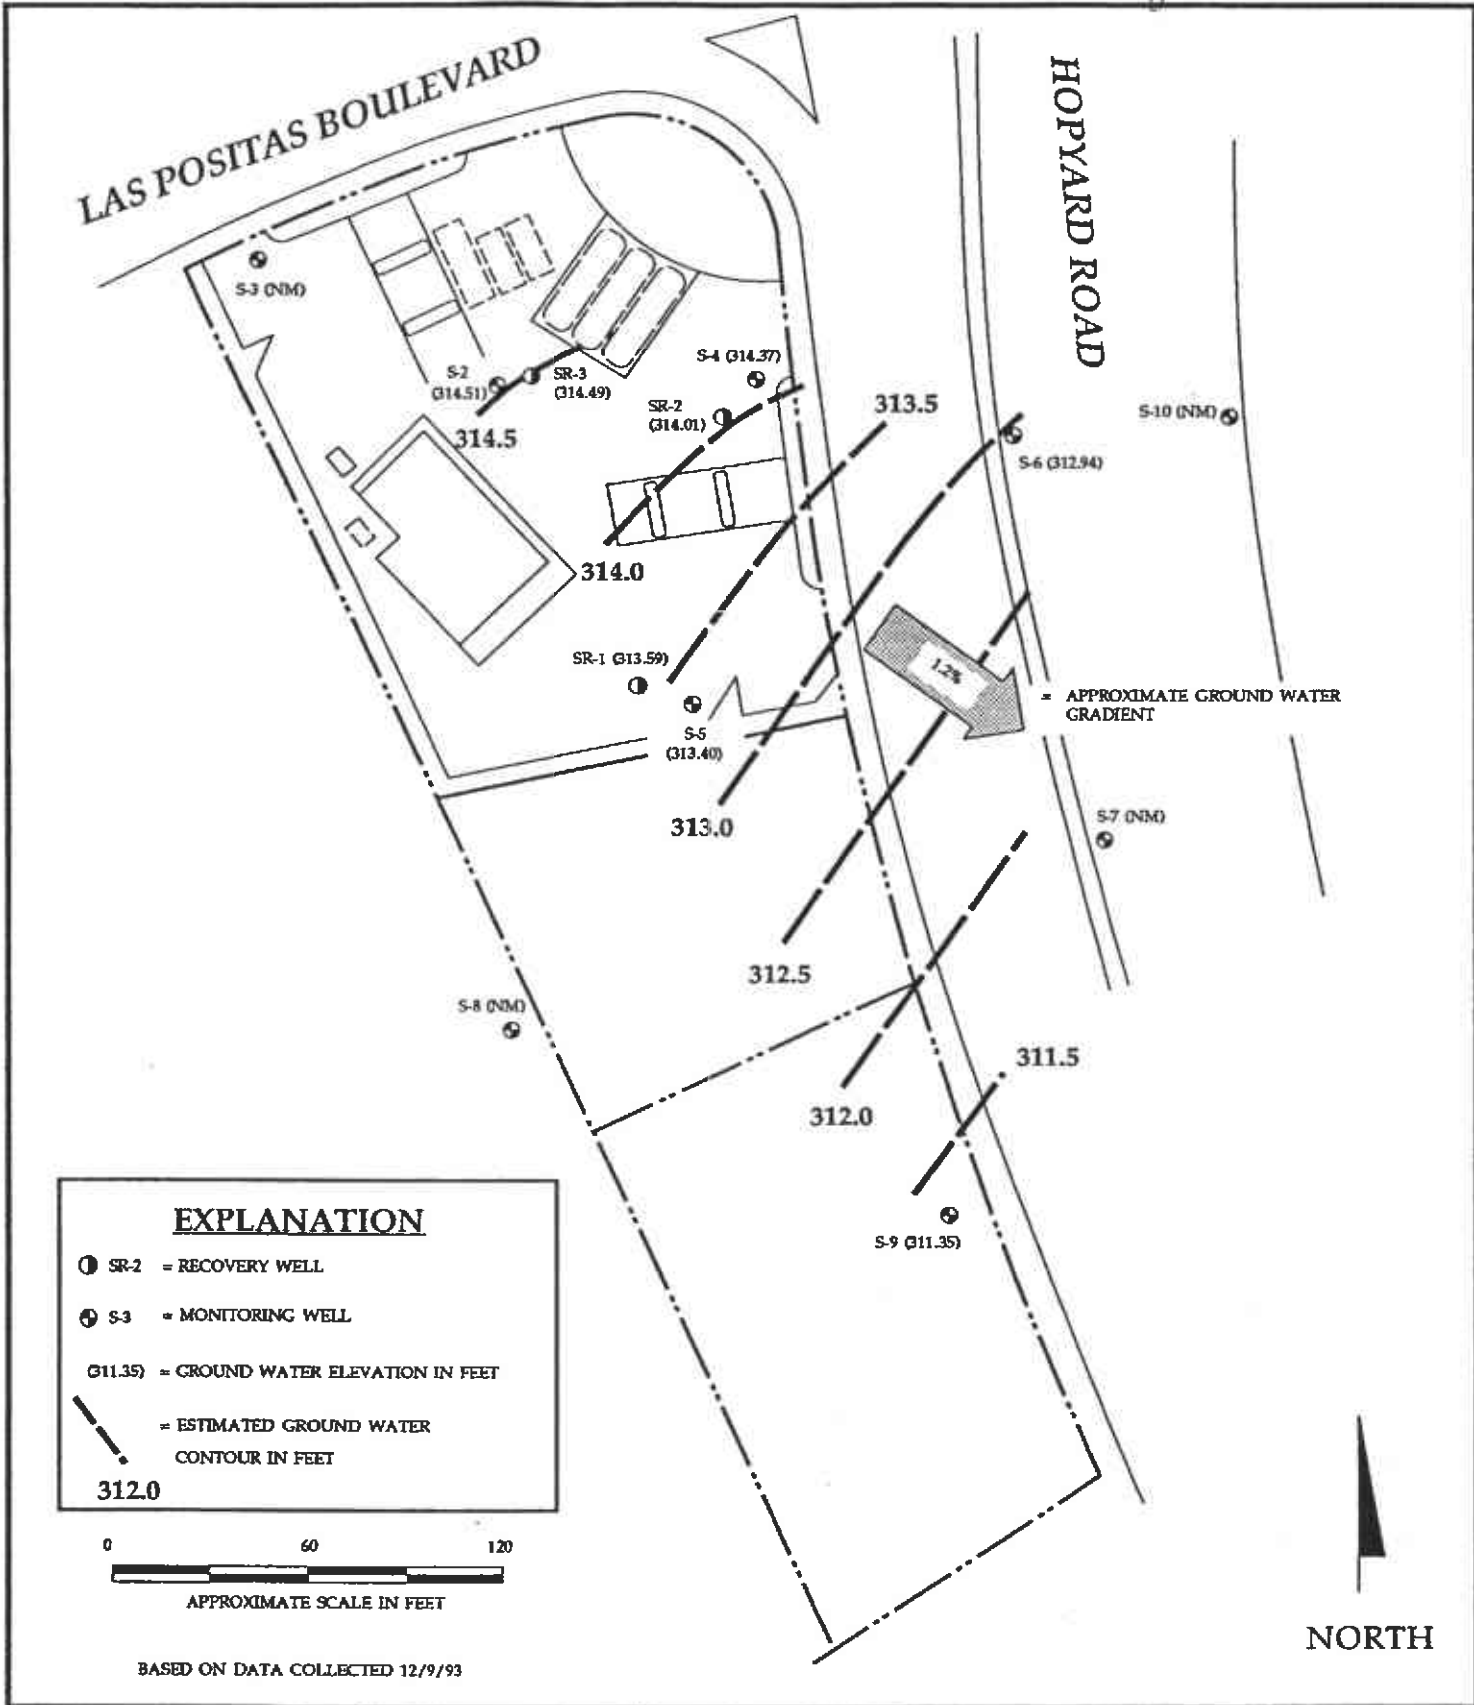 LAS POSITAS BOULEVARD
HOPYARD ROAD
S-3 (NM)
S-2
(314.51)
SR-3
(314.49)
S-4 (314.37)
SR-2
(314.01)
314.5
313.5
S-10 (NM)
S-6 (312.94)
314.0
SR-1 (313.59)
1.2%
= APPROXIMATE GROUND WATER
GRADIENT
S-5
(313.40)
313.0
S-7 (NM)
312.5
S-8 (NM)
311.5
312.0
S-9 (311.35)
EXPLANATION
SR-2 = RECOVERY WELL
S-3 = MONITORING WELL
(311.35) = GROUND WATER ELEVATION IN FEET
= ESTIMATED GROUND WATER
CONTOUR IN FEET
312.0
0 60 120
APPROXIMATE SCALE IN FEET
BASED ON DATA COLLECTED 12/9/93
NORTH